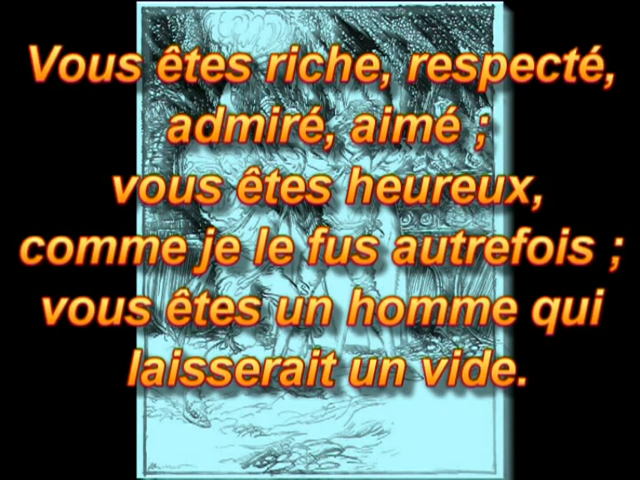 Vous êtes riche, respecté,
admiré, aimé ;
vous êtes heureux,
comme je le fus autrefois ;
vous êtes un homme qui
laisserait un vide.